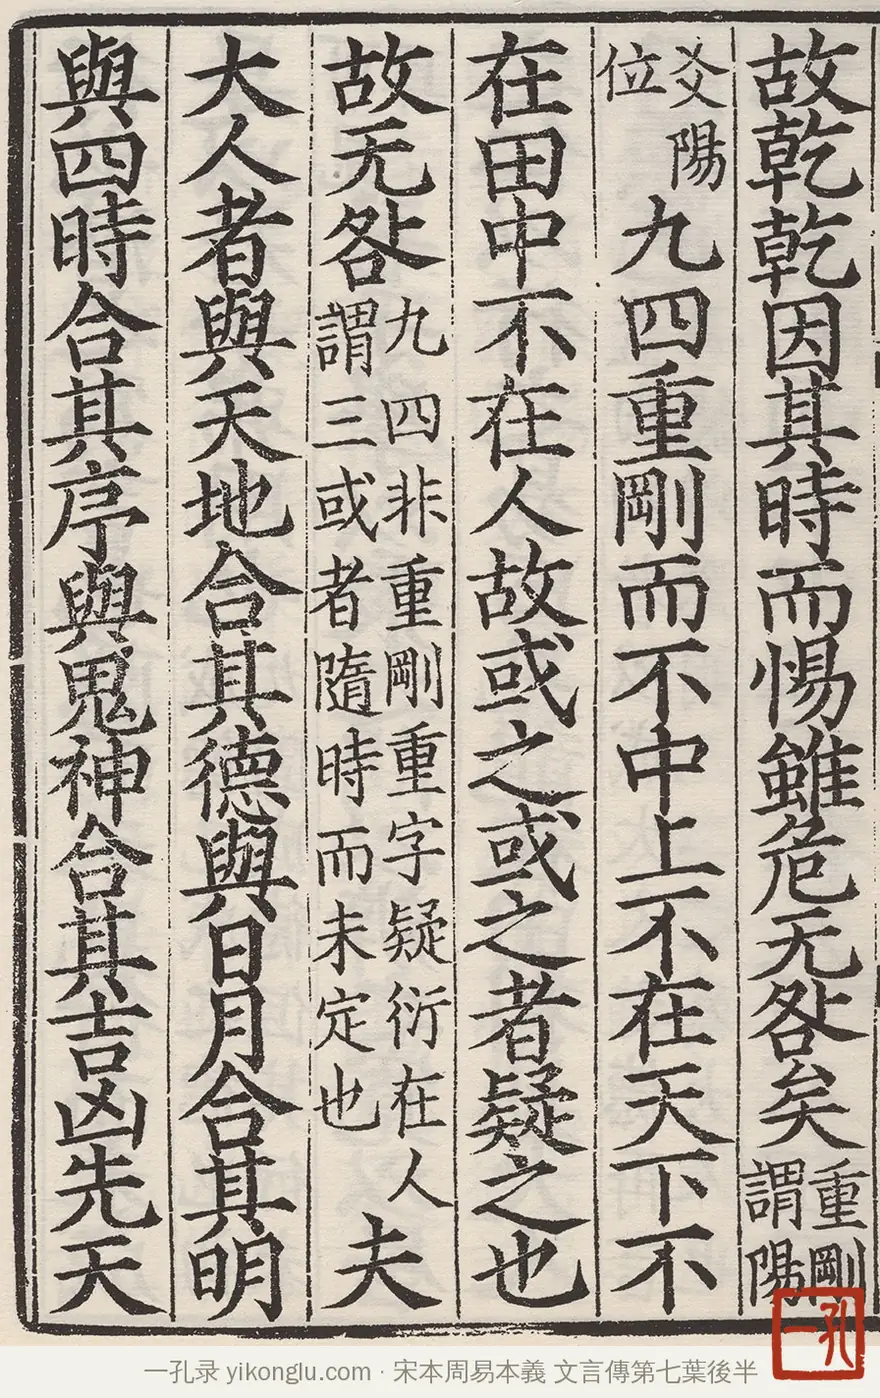 故乾乾因其時而惕雖危无咎矣重剛謂陽
爻陽位九四重剛而不中上不在天下不
在田中不在人故或之或之者疑之也
故无咎九四非重剛重字疑衍在人謂三或者隨時而未定也夫
大人者與天地合其德與日月合其明
與四時合其序與鬼神合其吉凶先天
一孔
一孔录 yikonglu.com · 宋本周易本義 文言傳第七葉後半